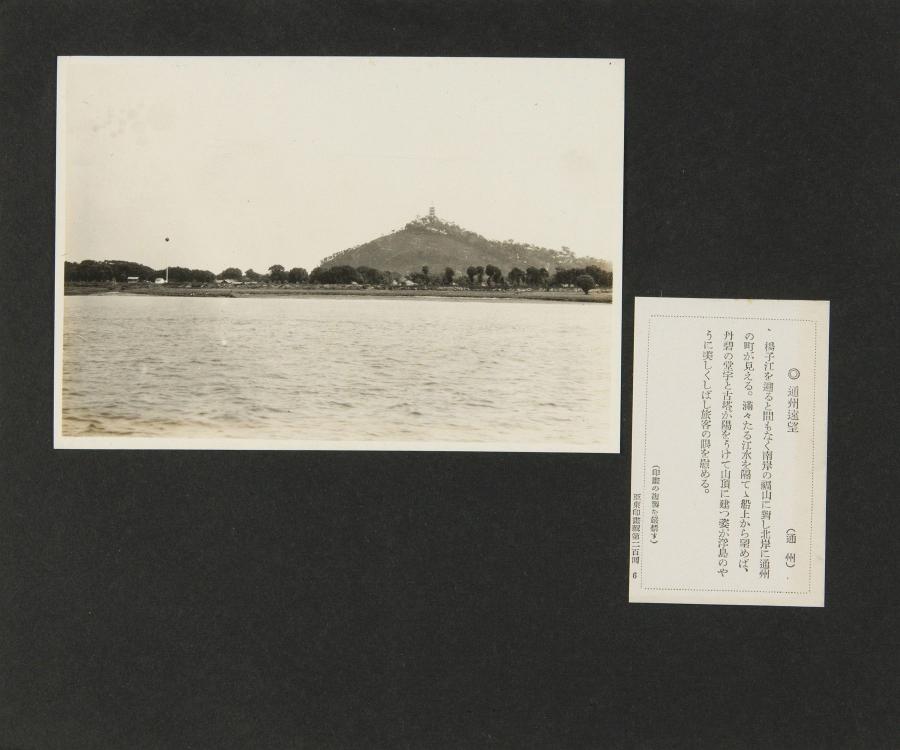 ◎ 通州遠望
(通州)
揚子江を遡ると間もなく南岸の福山に對し北岸に通州
の町が見える。滿々たる江水を隔てゝ船上から望めば、
丹碧の堂宇と古塔が陽をうけて山頂に建つ姿が浮島のや
うに美しくしばし旅客の眼を慰める。
(印畫の複製を嚴禁す)
亞東印畫輯第二百囘 6